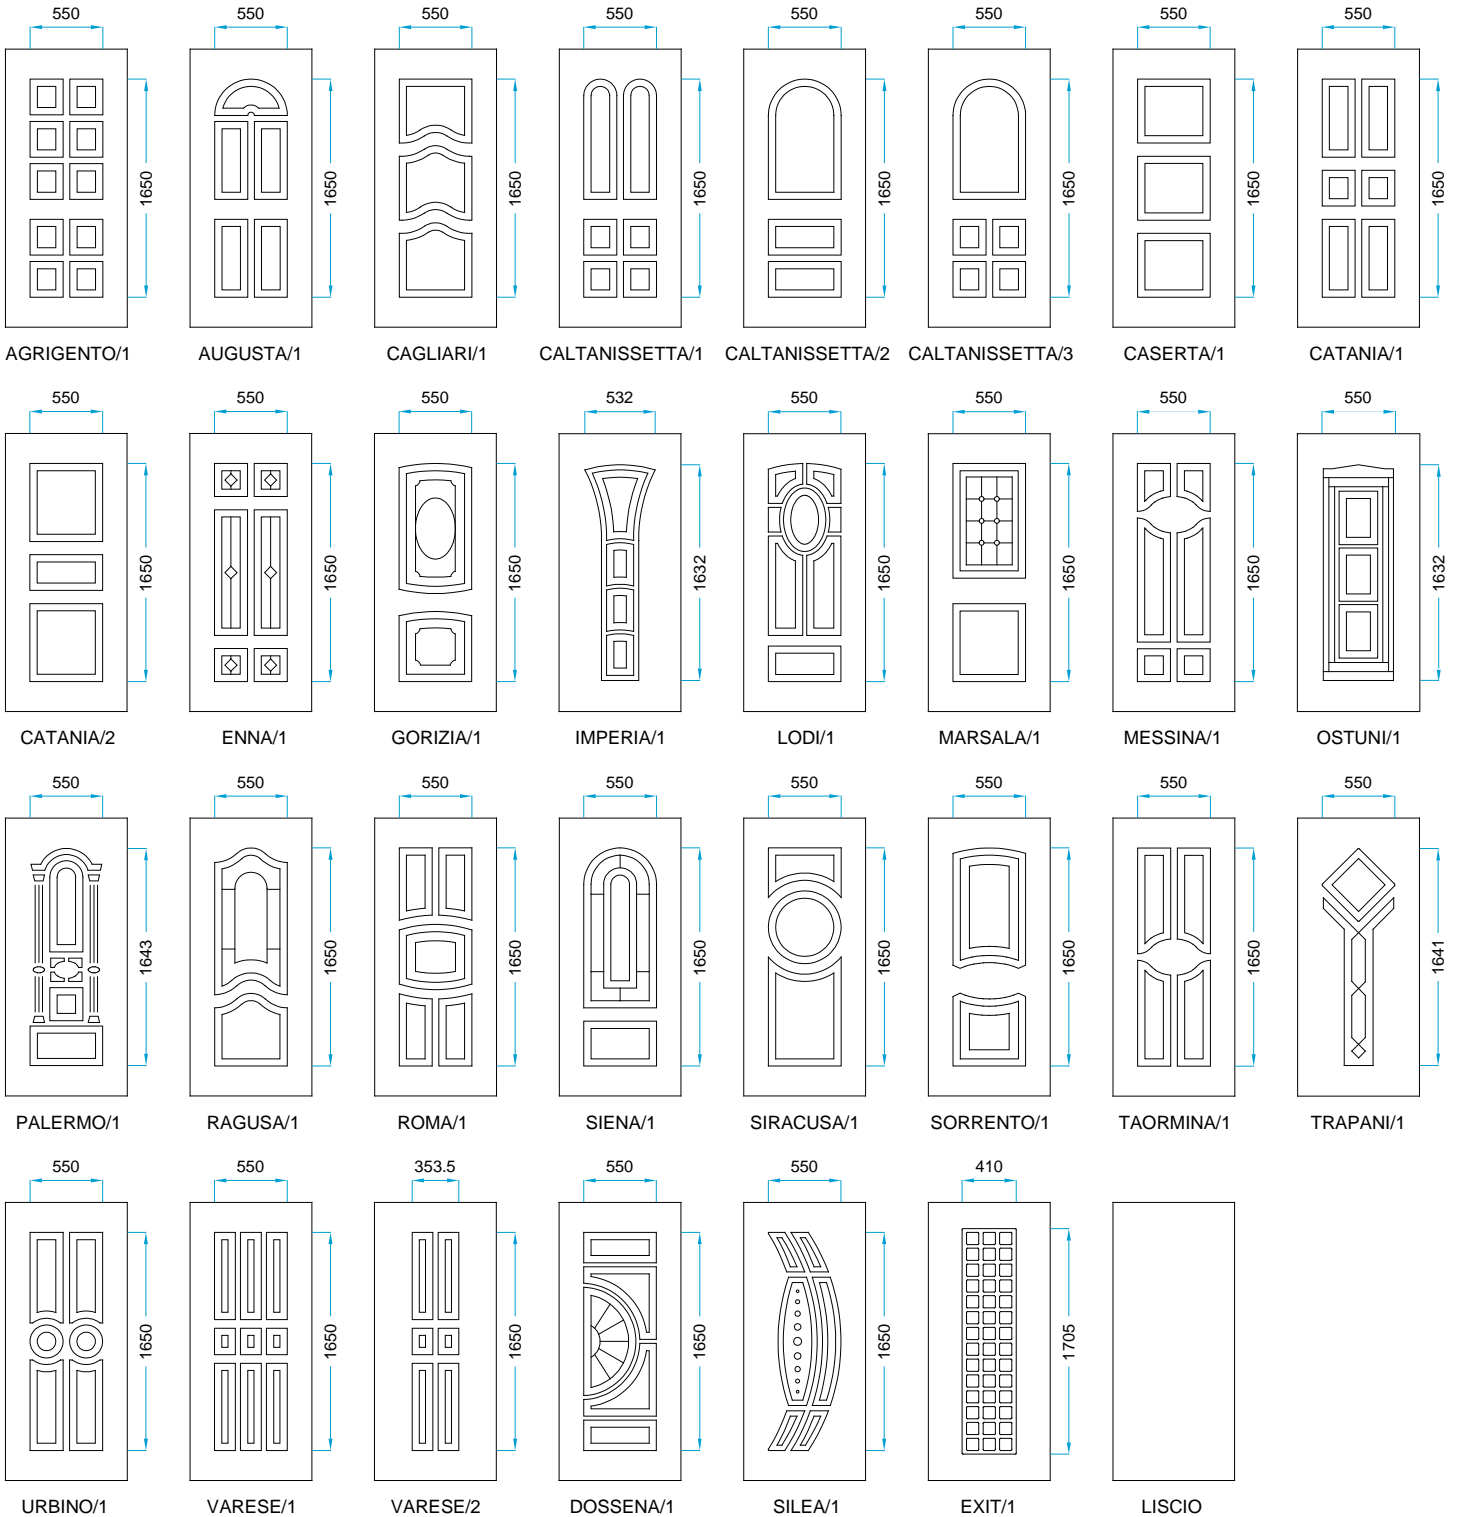 550 550 550 550 550 550 550 550
1650 1650 1650 1650 1650 1650 1650 1650
AGRIGENTO/1 AUGUSTA/1 CAGLIARI/1 CALTANISSETTA/1 CALTANISSETTA/2 CALTANISSETTA/3 CASERTA/1 CATANIA/1
550 550 550 532 550 550 550 550
1650 1650 1650 1632 1650 1650 1650 1632
CATANIA/2 ENNA/1 GORIZIA/1 IMPERIA/1 LODI/1 MARSALA/1 MESSINA/1 OSTUNI/1
550 550 550 550 550 550 550 550
1643 1650 1650 1650 1650 1650 1650 1641
PALERMO/1 RAGUSA/1 ROMA/1 SIENA/1 SIRACUSA/1 SORRENTO/1 TAORMINA/1 TRAPANI/1
550 550 353.5 550 550 410
1650 1650 1650 1650 1650 1705
URBINO/1 VARESE/1 VARESE/2 DOSSENA/1 SILEA/1 EXIT/1 LISCIO